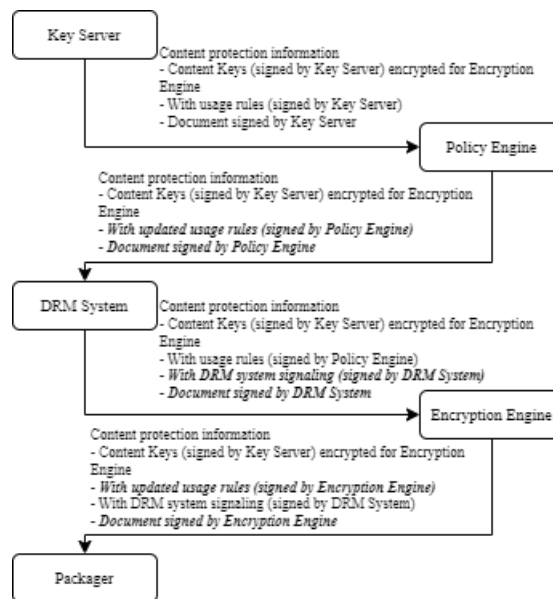 Key Server
Content protection information
- Content Keys (signed by Key Server) encrypted for Encryption
Engine
- With usage rules (signed by Key Server)
- Document signed by Key Server
Policy Engine
Content protection information
- Content Keys (signed by Key Server) encrypted for Encryption
Engine
- With updated usage rules (signed by Policy Engine)
- Document signed by Policy Engine
DRM System
Content protection information
- Content Keys (signed by Key Server) encrypted for Encryption
Engine
- With usage rules (signed by Policy Engine)
- With DRM system signaling (signed by DRM System)
- Document signed by DRM System
Encryption Engine
Content protection information
- Content Keys (signed by Key Server) encrypted for Encryption
Engine
- With updated usage rules (signed by Encryption Engine)
- With DRM system signaling (signed by DRM System)
- Document signed by Encryption Engine
Packager